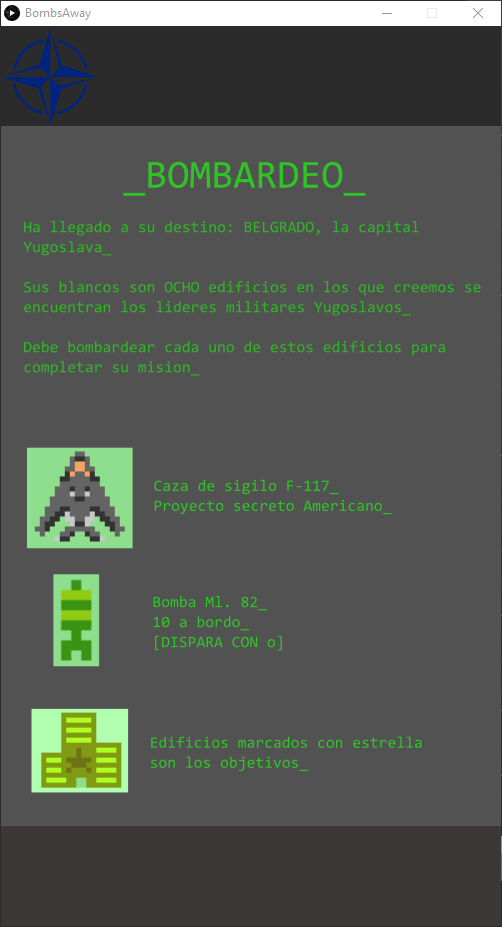 BombsAway
_BOMBARDEO_
Ha llegado a su destino: BELGRADO, la capital
Yugoslava_
Sus blancos son OCHO edificios en los que creemos se
encuentran los lideres militares Yugoslavos_
Debe bombardear cada uno de estos edificios para
completar su mision_
Caza de sigilo F-117_
Proyecto secreto Americano_
Bomba Ml. 82_
10 a bordo_
[DISPARA CON o]
Edificios marcados con estrella
son los objetivos_